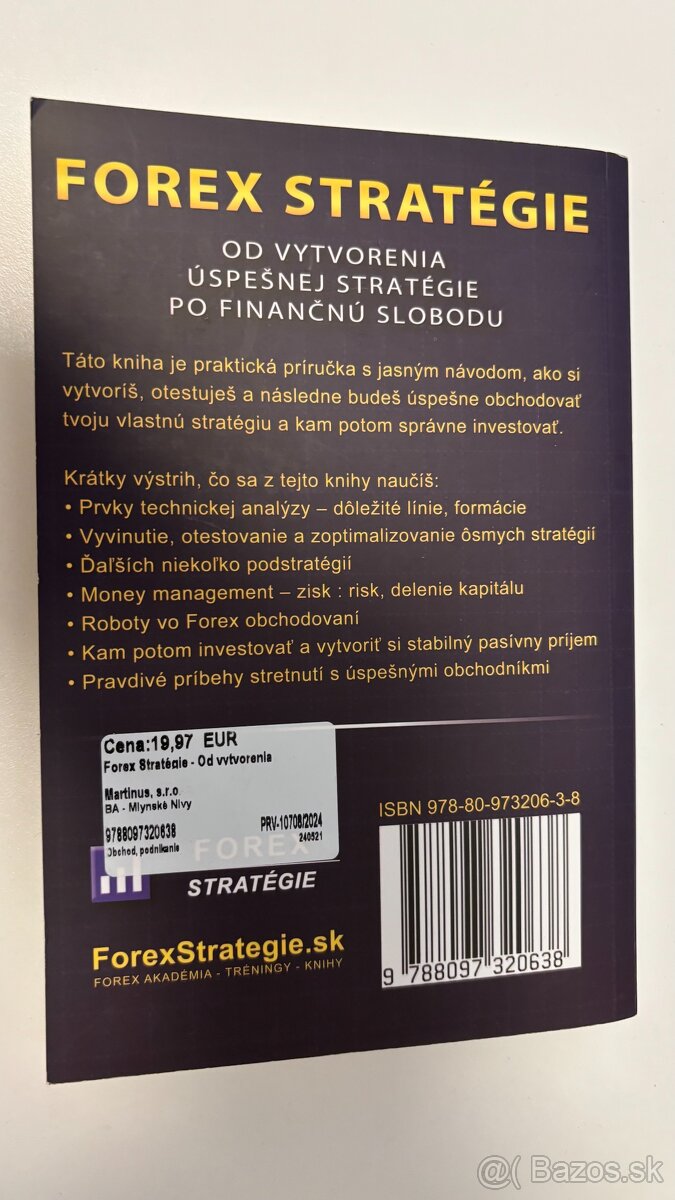 FOREX STRATÉGIE
OD VYTVORENIA
ÚSPEŠNEJ STRATÉGIE
PO FINANČNÚ SLOBODU
Táto kniha je praktická príručka s jasným návodom, ako si
vytvoríš, otestuješ a následne budeš úspešne obchodovať
tvoju vlastnú stratégiu a kam potom správne investovať.
Krátky výstrih, čo sa z tejto knihy naučíš:
• Prvky technickej analýzy – dôležité línie, formácie
• Vyvinutie, otestovanie a zoptimalizovanie ôsmych stratégií
• Ďaľších niekoľko podstratégií
• Money management – zisk : risk, delenie kapitálu
• Roboty vo Forex obchodovaní
• Kam potom investovať a vytvoriť si stabilný pasívny príjem
• Pravdivé príbehy stretnutí s úspešnými obchodníkmi
Cena:19,97 EUR
Forex Stratégie - Od vytvorenia
Martinus, s.r.o
BA - Mlynské Nivy
9788097320638 PRV-10708/2024
240521
Obchod, podnikanie
FOREX
STRATÉGIE
ForexStrategie.sk
FOREX AKADÉMIA - TRÉNINGY - KNIHY
ISBN 978-80-973206-3-8
9 788097 320638
@( Bazos.sk